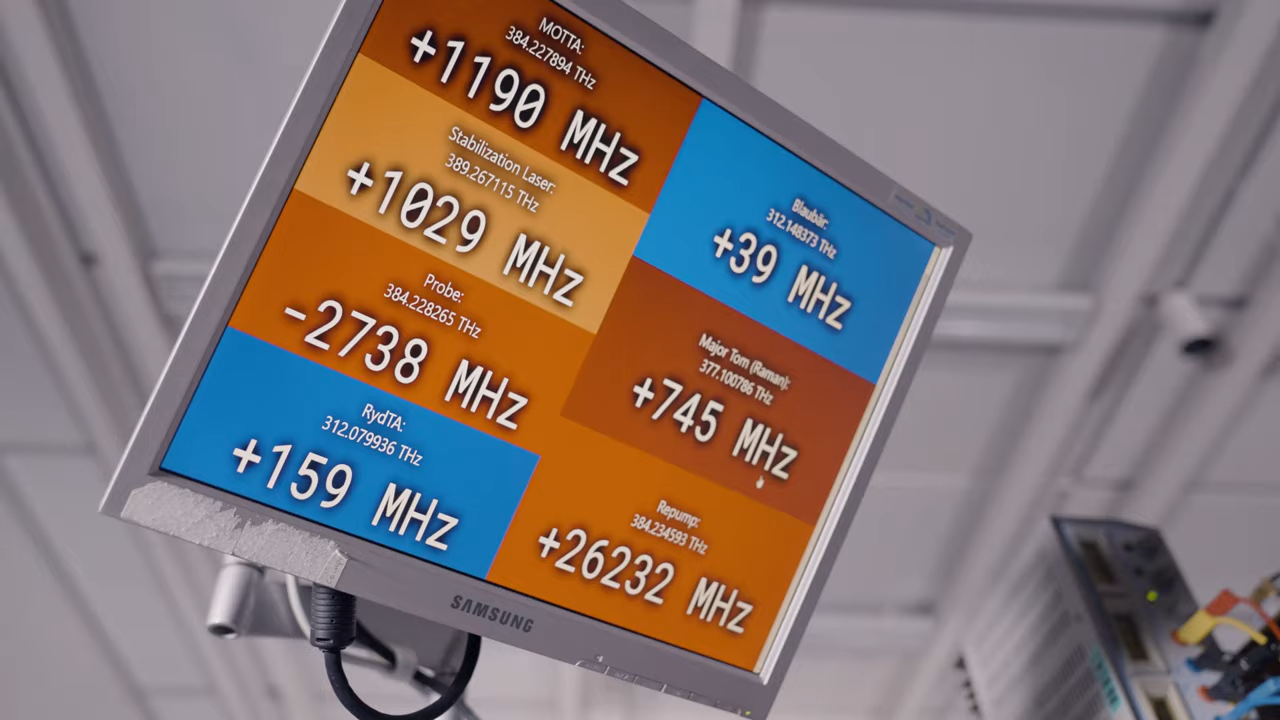 MOTTA:
384.227894 THz
+1190 MHz
Stabilization Laser:
389.267115 THz
+1029 MHz
Probe:
384.228265 THz
-2738 MHz
RydTA:
312.079936 THz
+159 MHz
Blaubär:
312.148373 THz
+39 MHz
Major Tom (Raman):
377.100786 THz
+745 MHz
Repump:
384.234593 THz
+26232 MHz
SAMSUNG